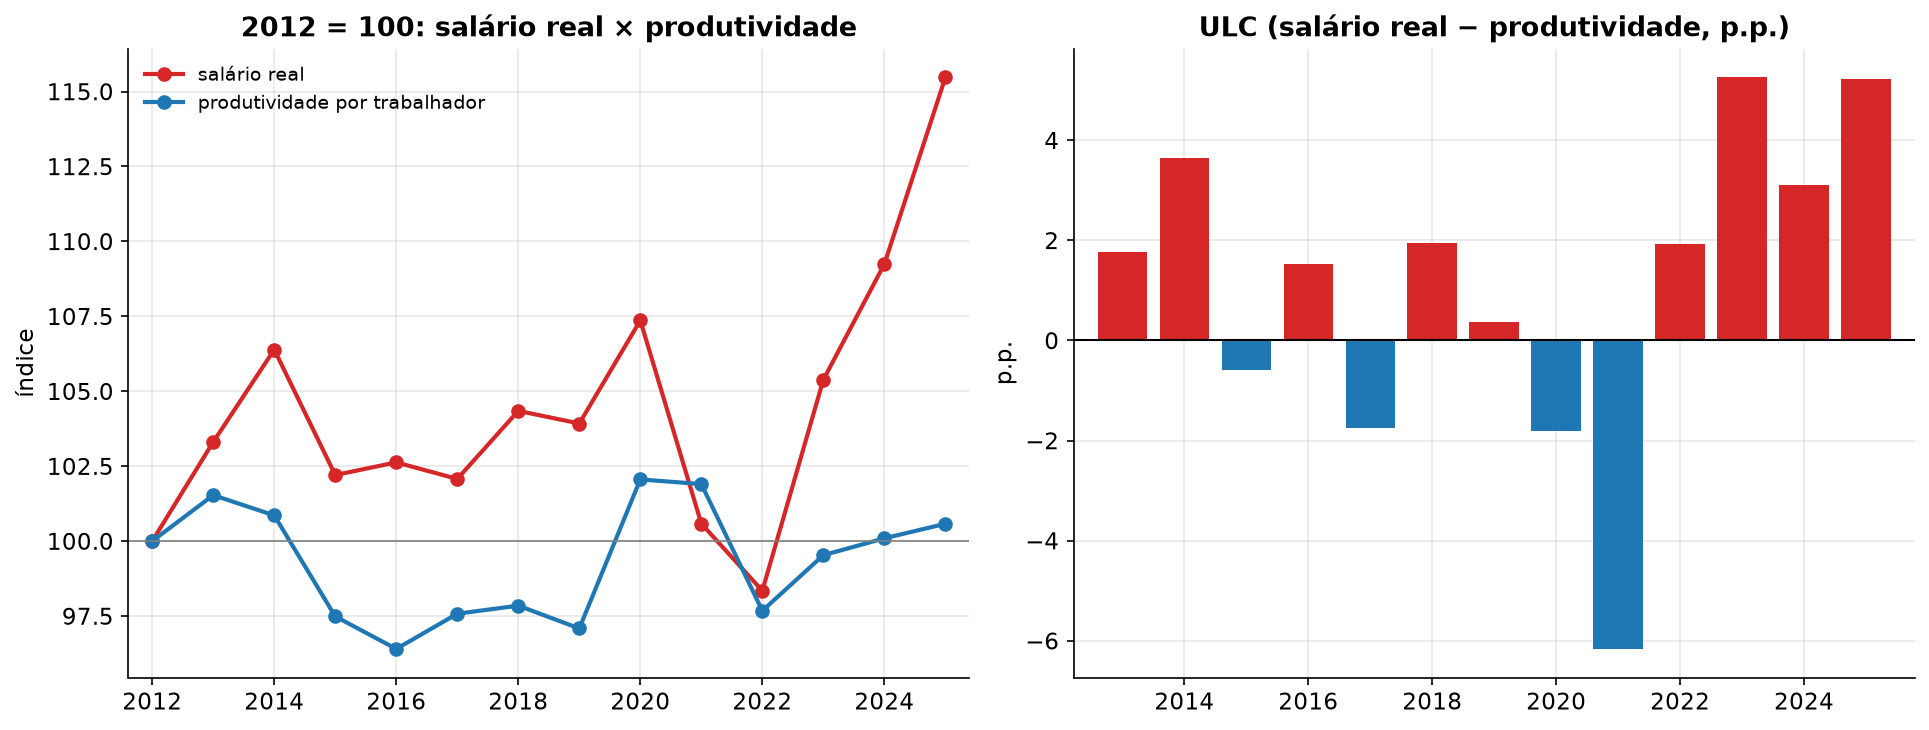 2012 = 100: salário real × produtividade
salário real
produtividade por trabalhador
índice
115.0
112.5
110.0
107.5
105.0
102.5
100.0
97.5
2012 2014 2016 2018 2020 2022 2024
ULC (salário real − produtividade, p.p.)
p.p.
4
2
0
−2
−4
−6
2014 2016 2018 2020 2022 2024